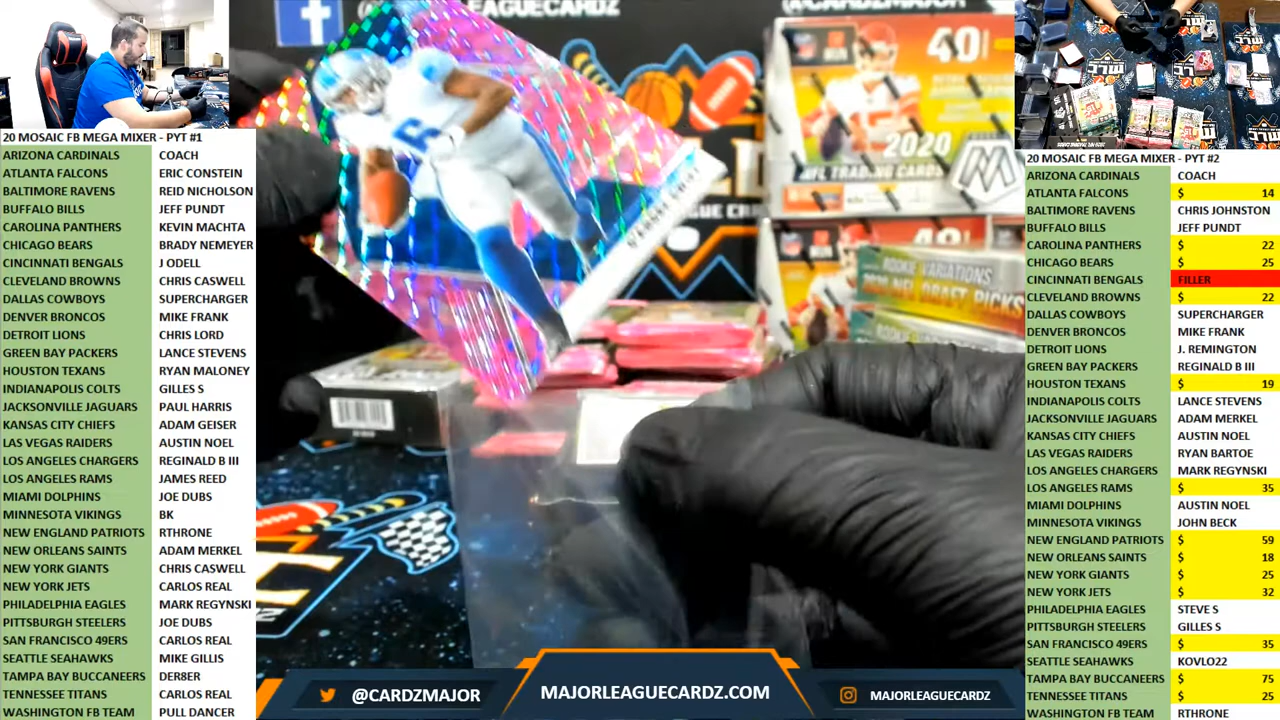 20 MOSAIC FB MEGA MIXER - PYT #1
ARIZONA CARDINALS COACH
ATLANTA FALCONS ERIC CONSTEIN
BALTIMORE RAVENS REID NICHOLSON
BUFFALO BILLS JEFF PUNDT
CAROLINA PANTHERS KEVIN MACHTA
CHICAGO BEARS BRADY NEMEYER
CINCINNATI BENGALS J ODELL
CLEVELAND BROWNS CHRIS CASWELL
DALLAS COWBOYS SUPERCHARGER
DENVER BRONCOS MIKE FRANK
DETROIT LIONS CHRIS LORD
GREEN BAY PACKERS LANCE STEVENS
HOUSTON TEXANS RYAN MALONEY
INDIANAPOLIS COLTS GILLES S
JACKSONVILLE JAGUARS PAUL HARRIS
KANSAS CITY CHIEFS ADAM GEISER
LAS VEGAS RAIDERS AUSTIN NOEL
LOS ANGELES CHARGERS REGINALD B III
LOS ANGELES RAMS JAMES REED
MIAMI DOLPHINS JOE DUBS
MINNESOTA VIKINGS BK
NEW ENGLAND PATRIOTS RTHRONE
NEW ORLEANS SAINTS ADAM MERKEL
NEW YORK GIANTS CHRIS CASWELL
NEW YORK JETS CARLOS REAL
PHILADELPHIA EAGLES MARK REGYNSKI
PITTSBURGH STEELERS JOE DUBS
SAN FRANCISCO 49ERS CARLOS REAL
SEATTLE SEAHAWKS MIKE GILLIS
TAMPA BAY BUCCANEERS DER8ER
TENNESSEE TITANS CARLOS REAL
WASHINGTON FB TEAM PULL DANCER
40
2020
NFL TRADING CARDS
ROOKIE VARIATIONS
2020 NFL DRAFT PICKS
@CARDZMAJOR
MAJORLEAGUECARDZ.COM
MAJORLEAGUECARDZ
20 MOSAIC FB MEGA MIXER - PYT #2
ARIZONA CARDINALS COACH
ATLANTA FALCONS $ 14
BALTIMORE RAVENS CHRIS JOHNSTON
BUFFALO BILLS JEFF PUNDT
CAROLINA PANTHERS $ 22
CHICAGO BEARS $ 25
CINCINNATI BENGALS FILLER
CLEVELAND BROWNS $ 22
DALLAS COWBOYS SUPERCHARGER
DENVER BRONCOS MIKE FRANK
DETROIT LIONS J. REMINGTON
GREEN BAY PACKERS REGINALD B III
HOUSTON TEXANS $ 19
INDIANAPOLIS COLTS LANCE STEVENS
JACKSONVILLE JAGUARS ADAM MERKEL
KANSAS CITY CHIEFS AUSTIN NOEL
LAS VEGAS RAIDERS RYAN BARTOE
LOS ANGELES CHARGERS MARK REGYNSKI
LOS ANGELES RAMS $ 35
MIAMI DOLPHINS AUSTIN NOEL
MINNESOTA VIKINGS JOHN BECK
NEW ENGLAND PATRIOTS $ 59
NEW ORLEANS SAINTS $ 18
NEW YORK GIANTS $ 25
NEW YORK JETS $ 32
PHILADELPHIA EAGLES STEVE S
PITTSBURGH STEELERS GILLES S
SAN FRANCISCO 49ERS $ 35
SEATTLE SEAHAWKS KOVLO22
TAMPA BAY BUCCANEERS $ 75
TENNESSEE TITANS $ 25
WASHINGTON FB TEAM RTHRONE